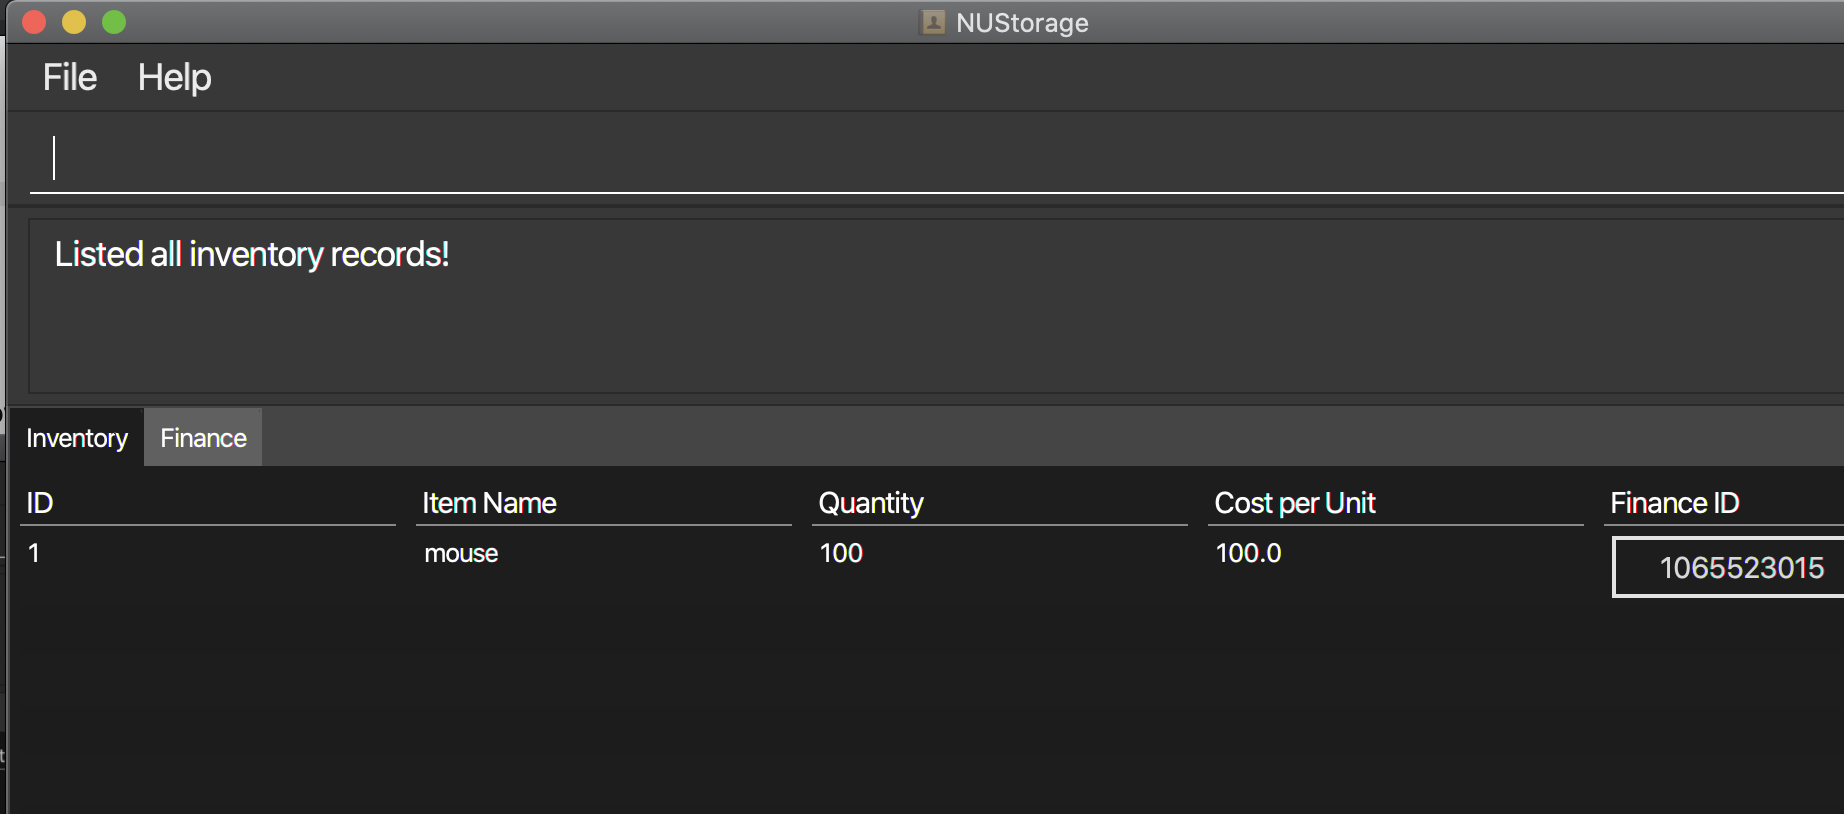 NUStorage
File Help
Listed all inventory records!
Inventory Finance
ID Item Name Quantity Cost per Unit Finance ID
1 mouse 100 100.0 1065523015